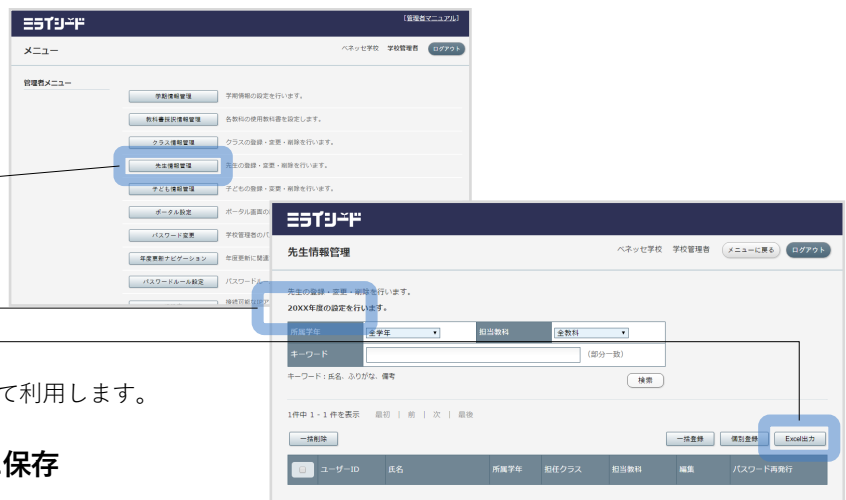 ミライシード
[管理者マニュアル]
メニュー
ベネッセ学校 学校管理者 ログアウト
管理者メニュー
学期情報管理 学期情報の設定を行います。
教科書採択情報管理 各教科の使用教科書を設定します。
クラス情報管理 クラスの登録・変更・削除を行います。
先生情報管理 先生の登録・変更・削除を行います。
子ども情報管理 子どもの登録・変更・削除を行います。
ポータル設定 ポータル画面の
パスワード変更 学校管理者のパ
年度更新ナビゲーション 年度更新に関連
パスワードルール設定 パスワードル
ミライシード
先生情報管理
ベネッセ学校 学校管理者 メニューに戻る ログアウト
先生の登録・変更・削除を行います。
20XX年度の設定を行います。
所属学年 全学年 担当教科 全教科
キーワード (部分一致)
キーワード:氏名、ふりがな、備考 検索
1件中 1 - 1 件を表示 最初 | 前 | 次 | 最後
一括削除 一括登録 個別登録 Excel出力
ユーザーID 氏名 所属学年 担任クラス 担当教科 編集 パスワード再発行
て利用します。
保存